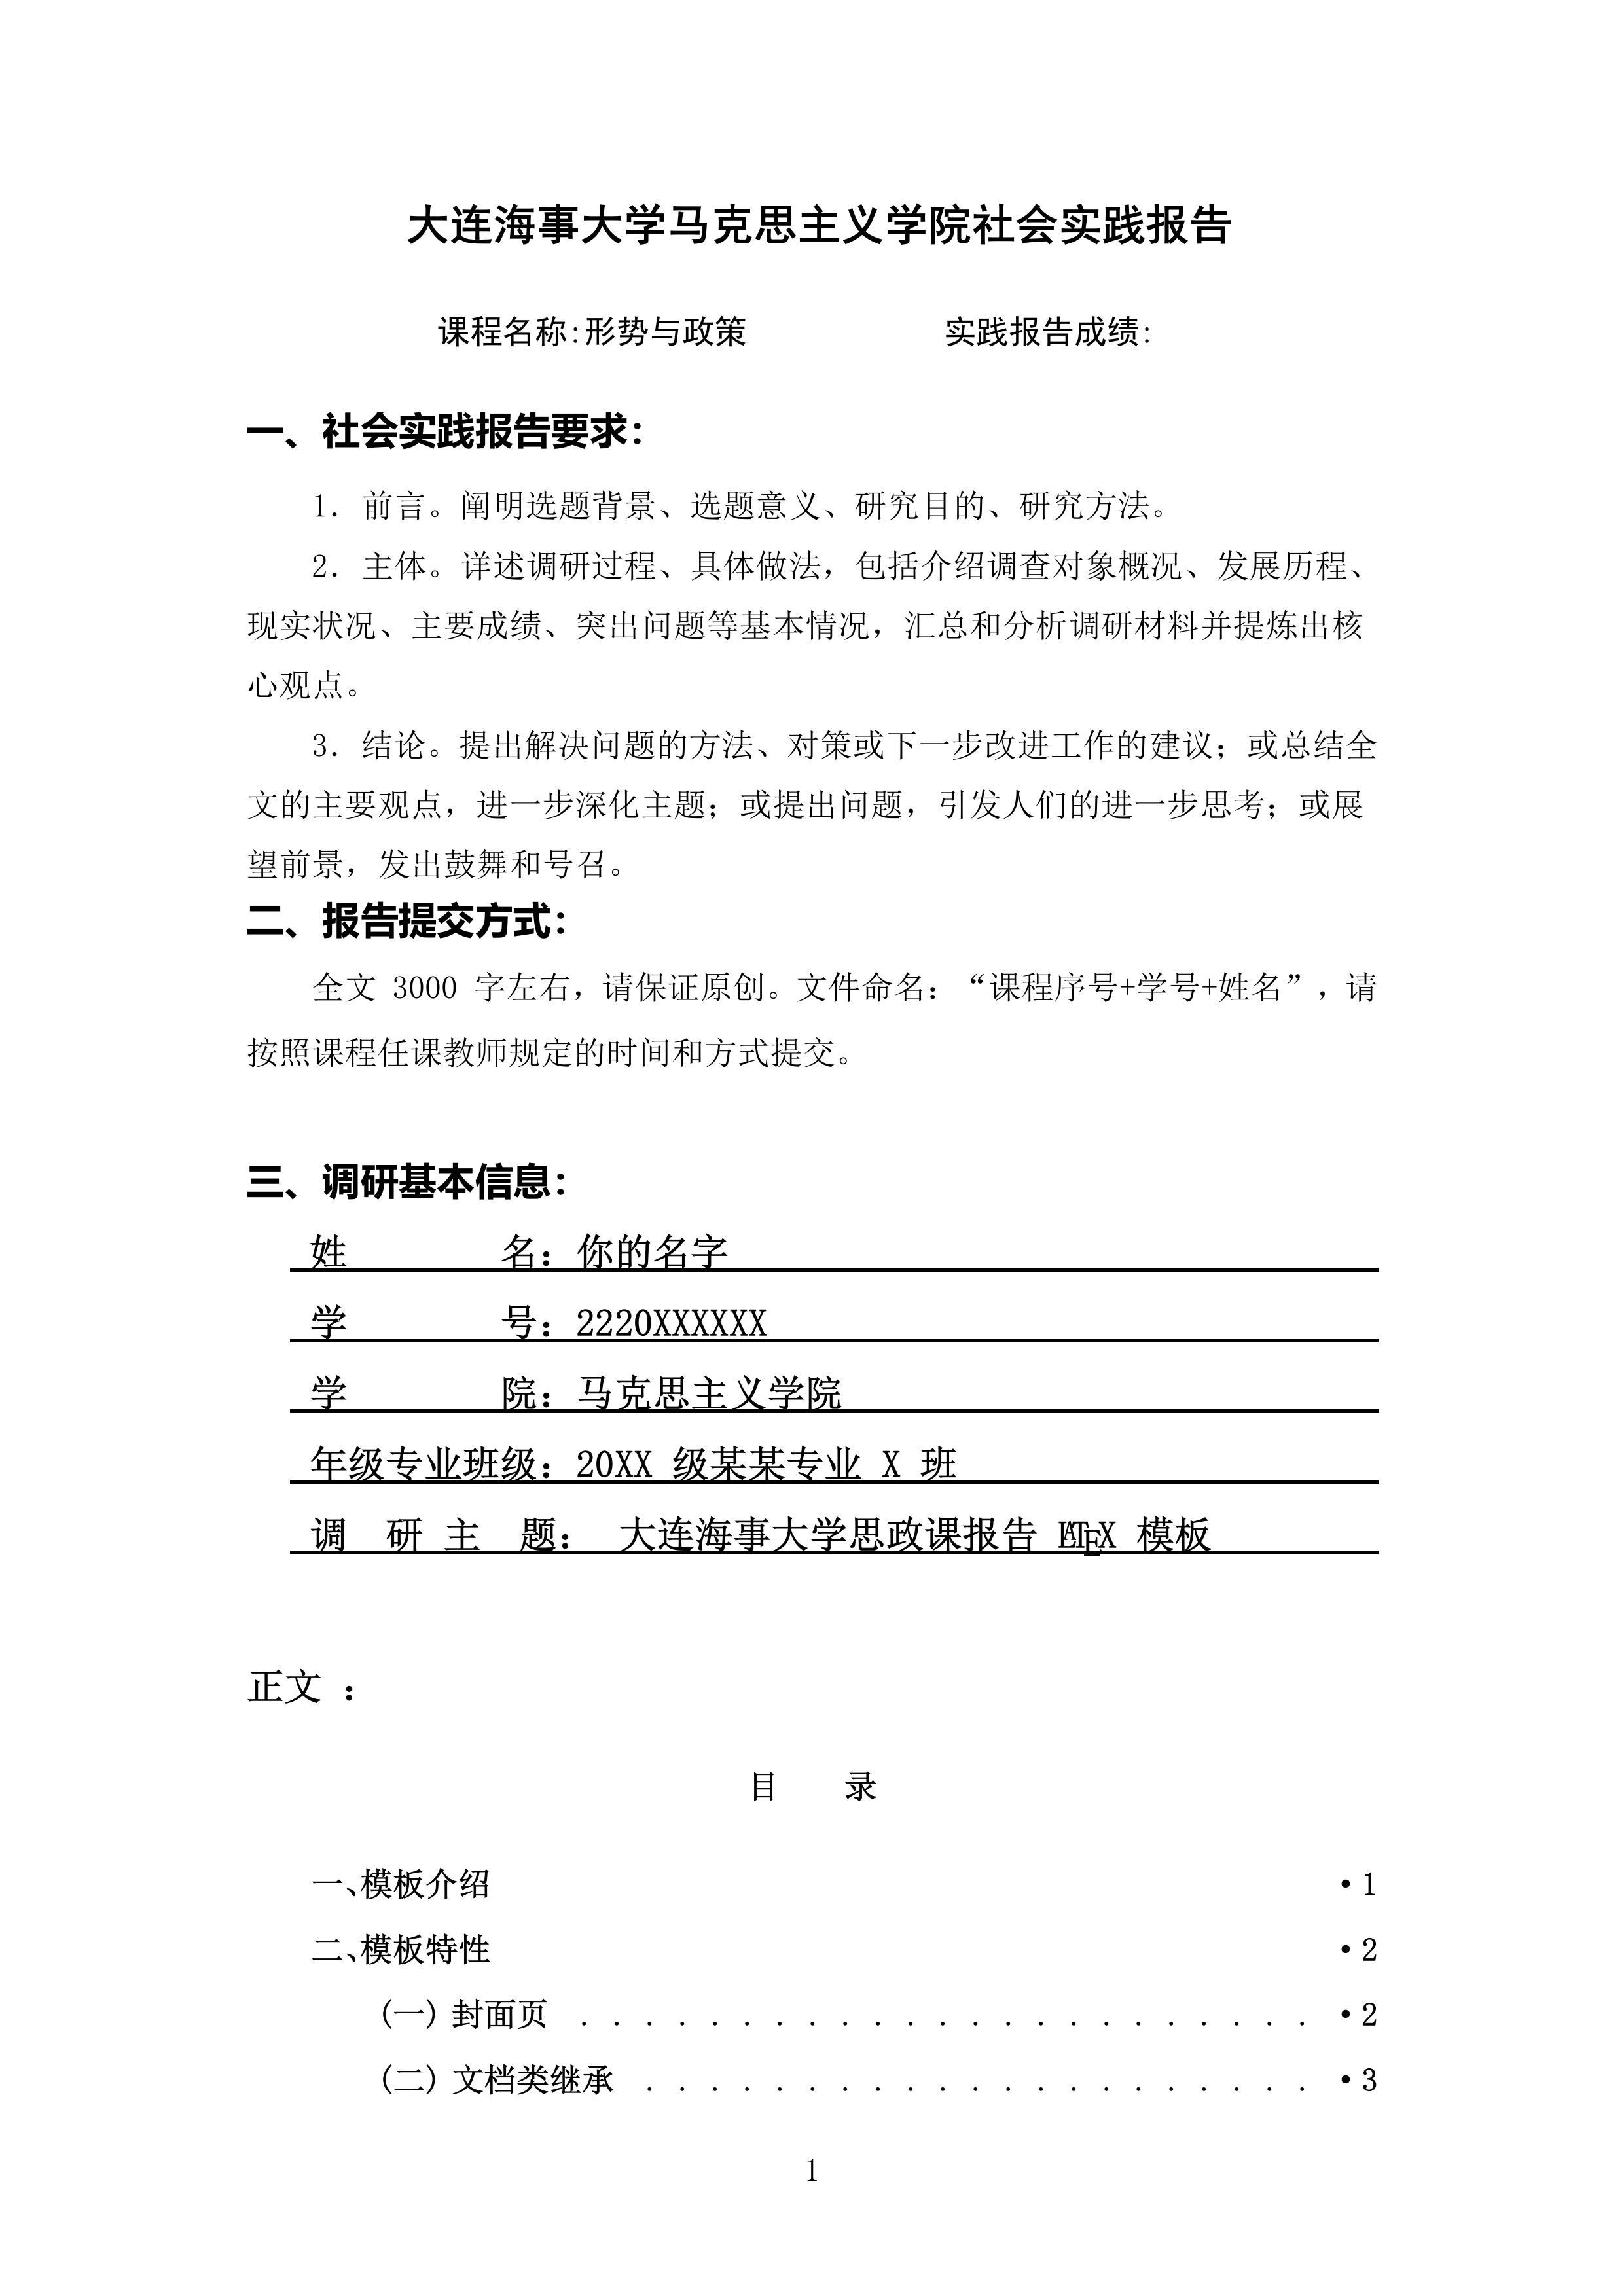 大连海事大学马克思主义学院社会实践报告
课程名称:形势与政策 实践报告成绩:
一、社会实践报告要求：
1. 前言。阐明选题背景、选题意义、研究目的、研究方法。
2. 主体。详述调研过程、具体做法，包括介绍调查对象概况、发展历程、
现实状况、主要成绩、突出问题等基本情况，汇总和分析调研材料并提炼出核
心观点。
3. 结论。提出解决问题的方法、对策或下一步改进工作的建议；或总结全
文的主要观点，进一步深化主题；或提出问题，引发人们的进一步思考；或展
望前景，发出鼓舞和号召。
二、报告提交方式：
全文 3000 字左右，请保证原创。文件命名：“课程序号+学号+姓名”，请
按照课程任课教师规定的时间和方式提交。
三、调研基本信息：
姓 名：你的名字
学 号：2220XXXXXX
学 院：马克思主义学院
年级专业班级：20XX 级某某专业 X 班
调 研 主 题： 大连海事大学思政课报告 LATEX 模板
正文 ：
目 录
一、模板介绍 ·1
二、模板特性 ·2
(一) 封面页 . . . . . . . . . . . . . . . . . . . . . . . ·2
(二) 文档类继承 . . . . . . . . . . . . . . . . . . . . . ·3
1